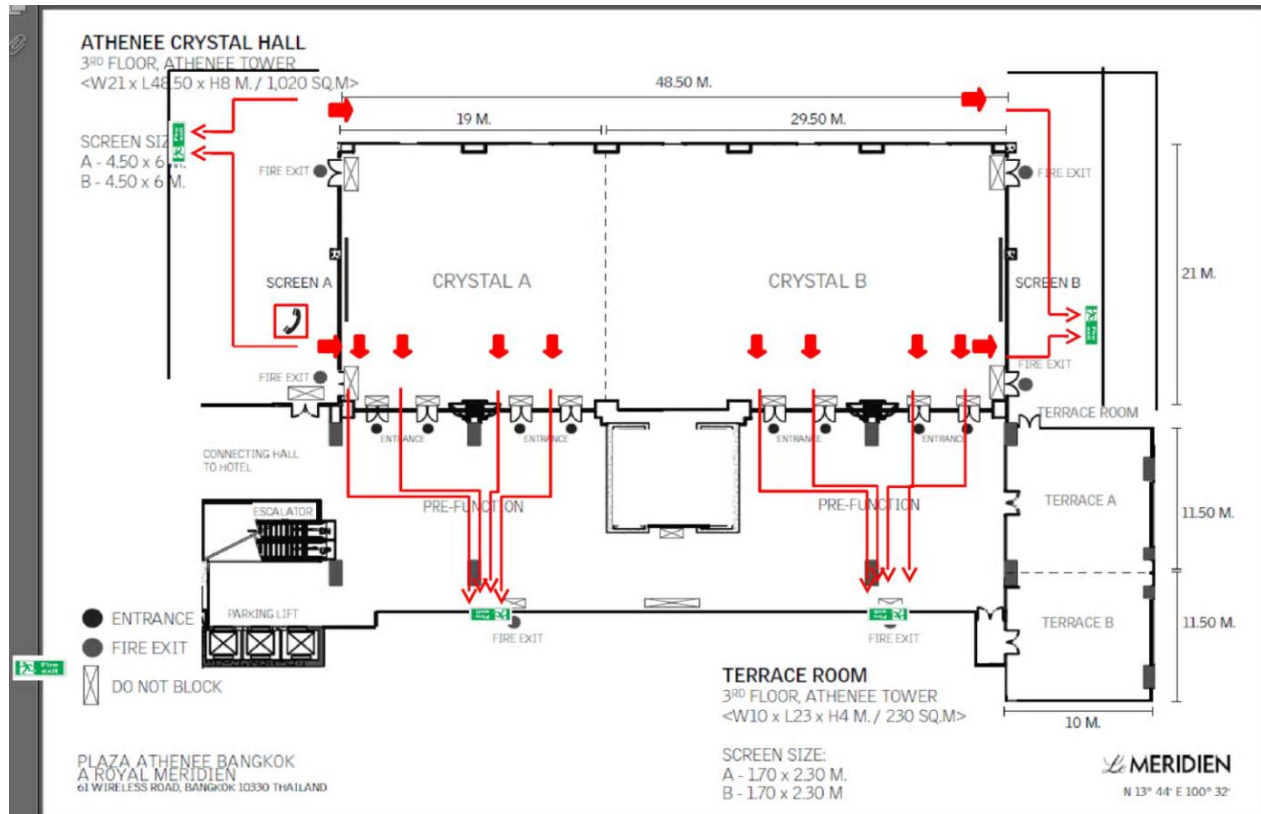 ATHENEE CRYSTAL HALL
3RD FLOOR, ATHENEE TOWER
<W21 x L48.50 x H8 M. / 1,020 SQ.M>
48.50 M.
19 M.
29.50 M.
SCREEN SIZ
A - 4.50 x 6 M.
B - 4.50 x 6 M.
FIRE EXIT
FIRE EXIT
21 M.
SCREEN A
CRYSTAL A
CRYSTAL B
SCREEN B
FIRE EXIT
FIRE EXIT
TERRACE ROOM
ENTRANCE
ENTRANCE
ENTRANCE
ENTRANCE
CONNECTING HALL
TO HOTEL
ESCALATOR
PRE-FUNCTION
PRE-FUNCTION
TERRACE A
11.50 M.
PARKING LIFT
ENTRANCE
FIRE EXIT
FIRE EXIT
FIRE EXIT
TERRACE B
11.50 M.
Fire
exit
DO NOT BLOCK
TERRACE ROOM
3RD FLOOR, ATHENEE TOWER
<W10 x L23 x H4 M. / 230 SQ.M>
10 M.
SCREEN SIZE:
A - 1.70 x 2.30 M.
B - 1.70 x 2.30 M
PLAZA ATHENEE BANGKOK
A ROYAL MERIDIEN
61 WIRELESS ROAD, BANGKOK 10330 THAILAND
Le MERIDIEN
N 13° 44' E 100° 32'